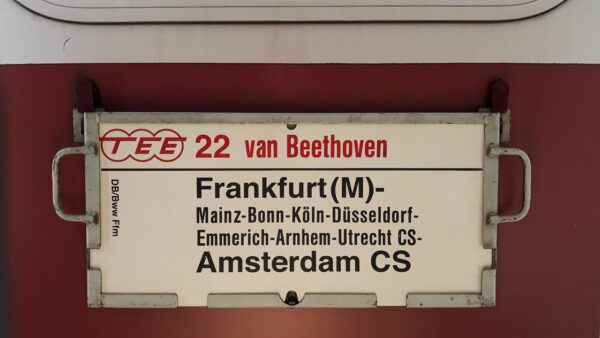 TEE 22 van Beethoven
DB/Bww Ffm
Frankfurt(M)-
Mainz-Bonn-Köln-Düsseldorf-
Emmerich-Arnhem-Utrecht CS-
Amsterdam CS